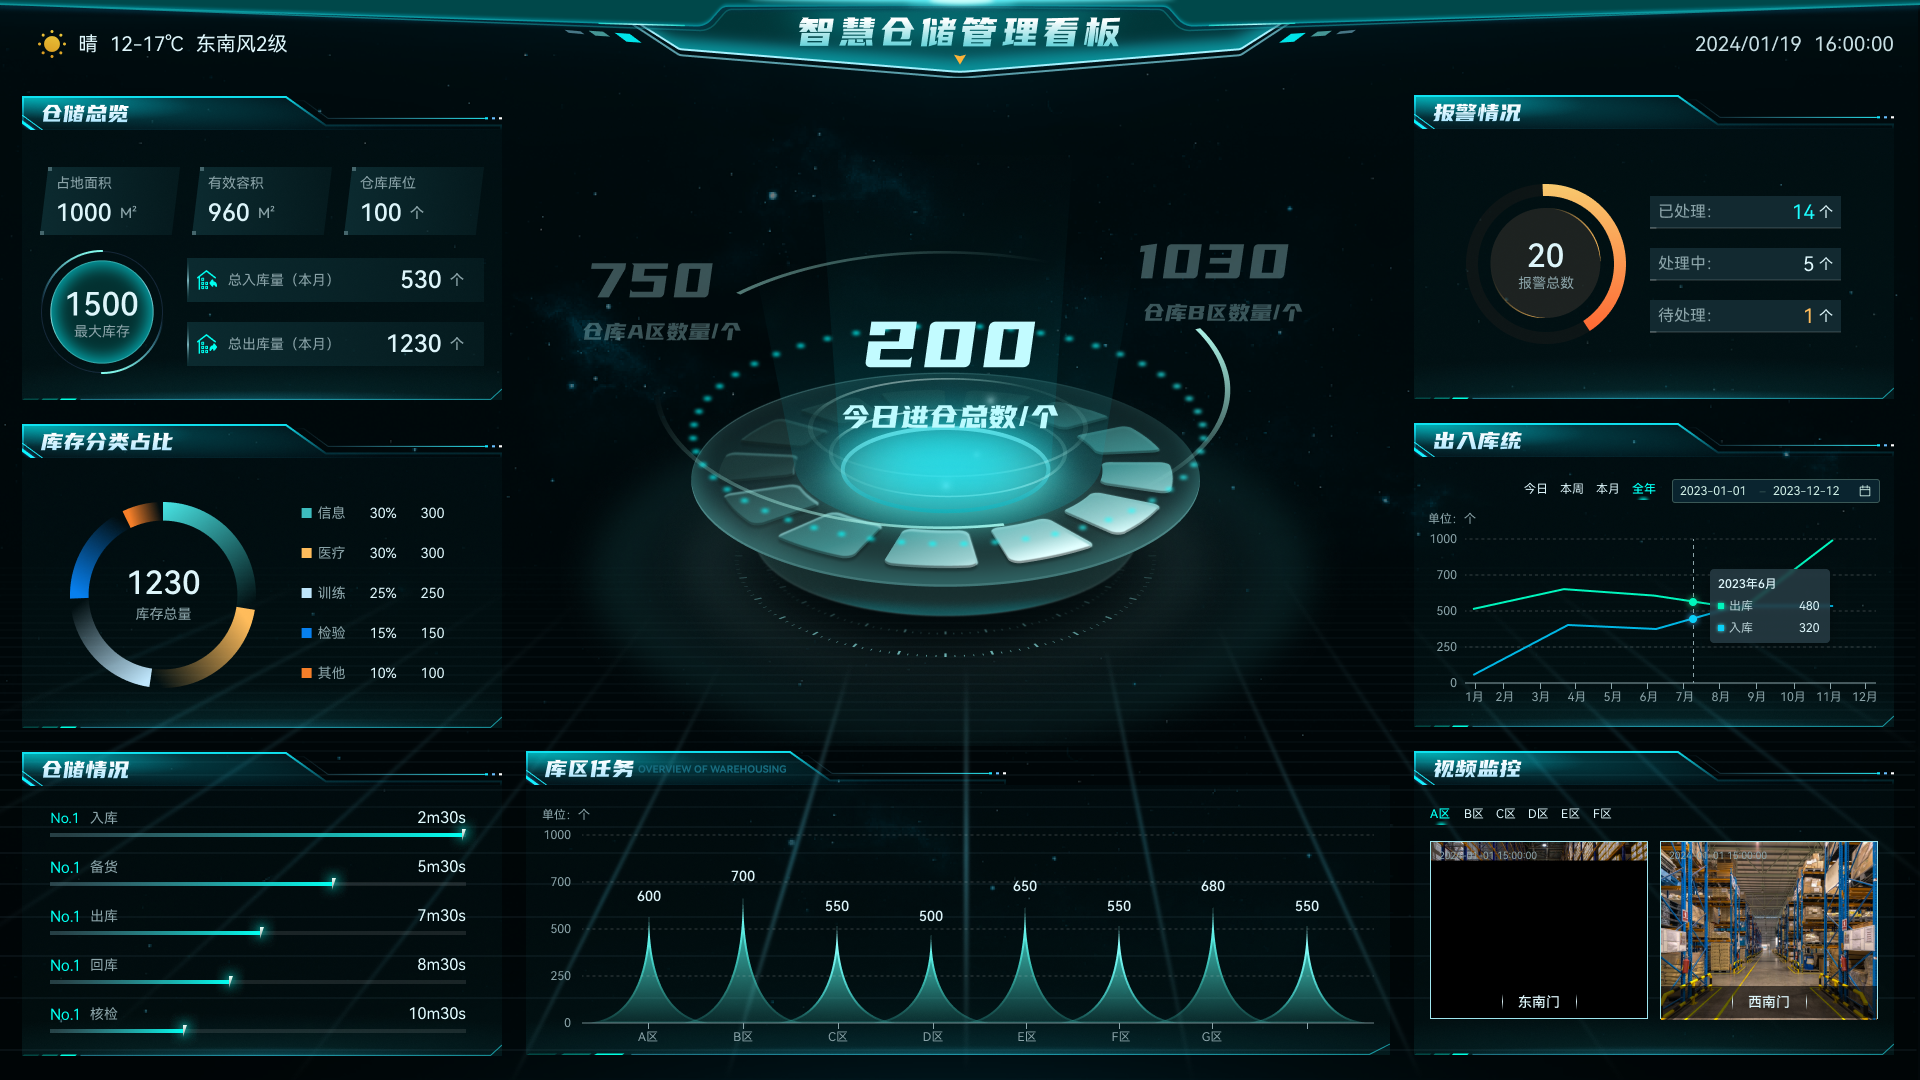 智慧仓储管理看板
晴 12-17℃ 东南风2级
2024/01/19 16:00:00
仓储总览
占地面积
1000 M²
有效容积
960 M²
仓库库位
100 个
1500
最大库存
总入库量（本月） 530 个
总出库量（本月） 1230 个
库存分类占比
1230
库存总量
信息 30% 300
医疗 30% 300
训练 25% 250
检验 15% 150
其他 10% 100
仓储情况
No.1 入库 2m30s
No.1 备货 5m30s
No.1 出库 7m30s
No.1 回库 8m30s
No.1 核检 10m30s
750
仓库A区数量/个
1030
仓库B区数量/个
200
今日进仓总数/个
库区任务 OVERVIEW OF WAREHOUSING
单位：个
1000
700
500
250
0
600
700
550
500
650
550
680
550
A区 B区 C区 D区 E区 F区 G区
报警情况
20
报警总数
已处理： 14 个
处理中： 5 个
待处理： 1 个
出入库统
今日 本周 本月 全年 2023-01-01 - 2023-12-12
单位：个
1000
700
500
250
0
2023年6月
出库 480
入库 320
1月 2月 3月 4月 5月 6月 7月 8月 9月 10月 11月 12月
视频监控
A区 B区 C区 D区 E区 F区
2024-01-01 15:00:00
东南门
2024-01-01 16:00:00
西南门